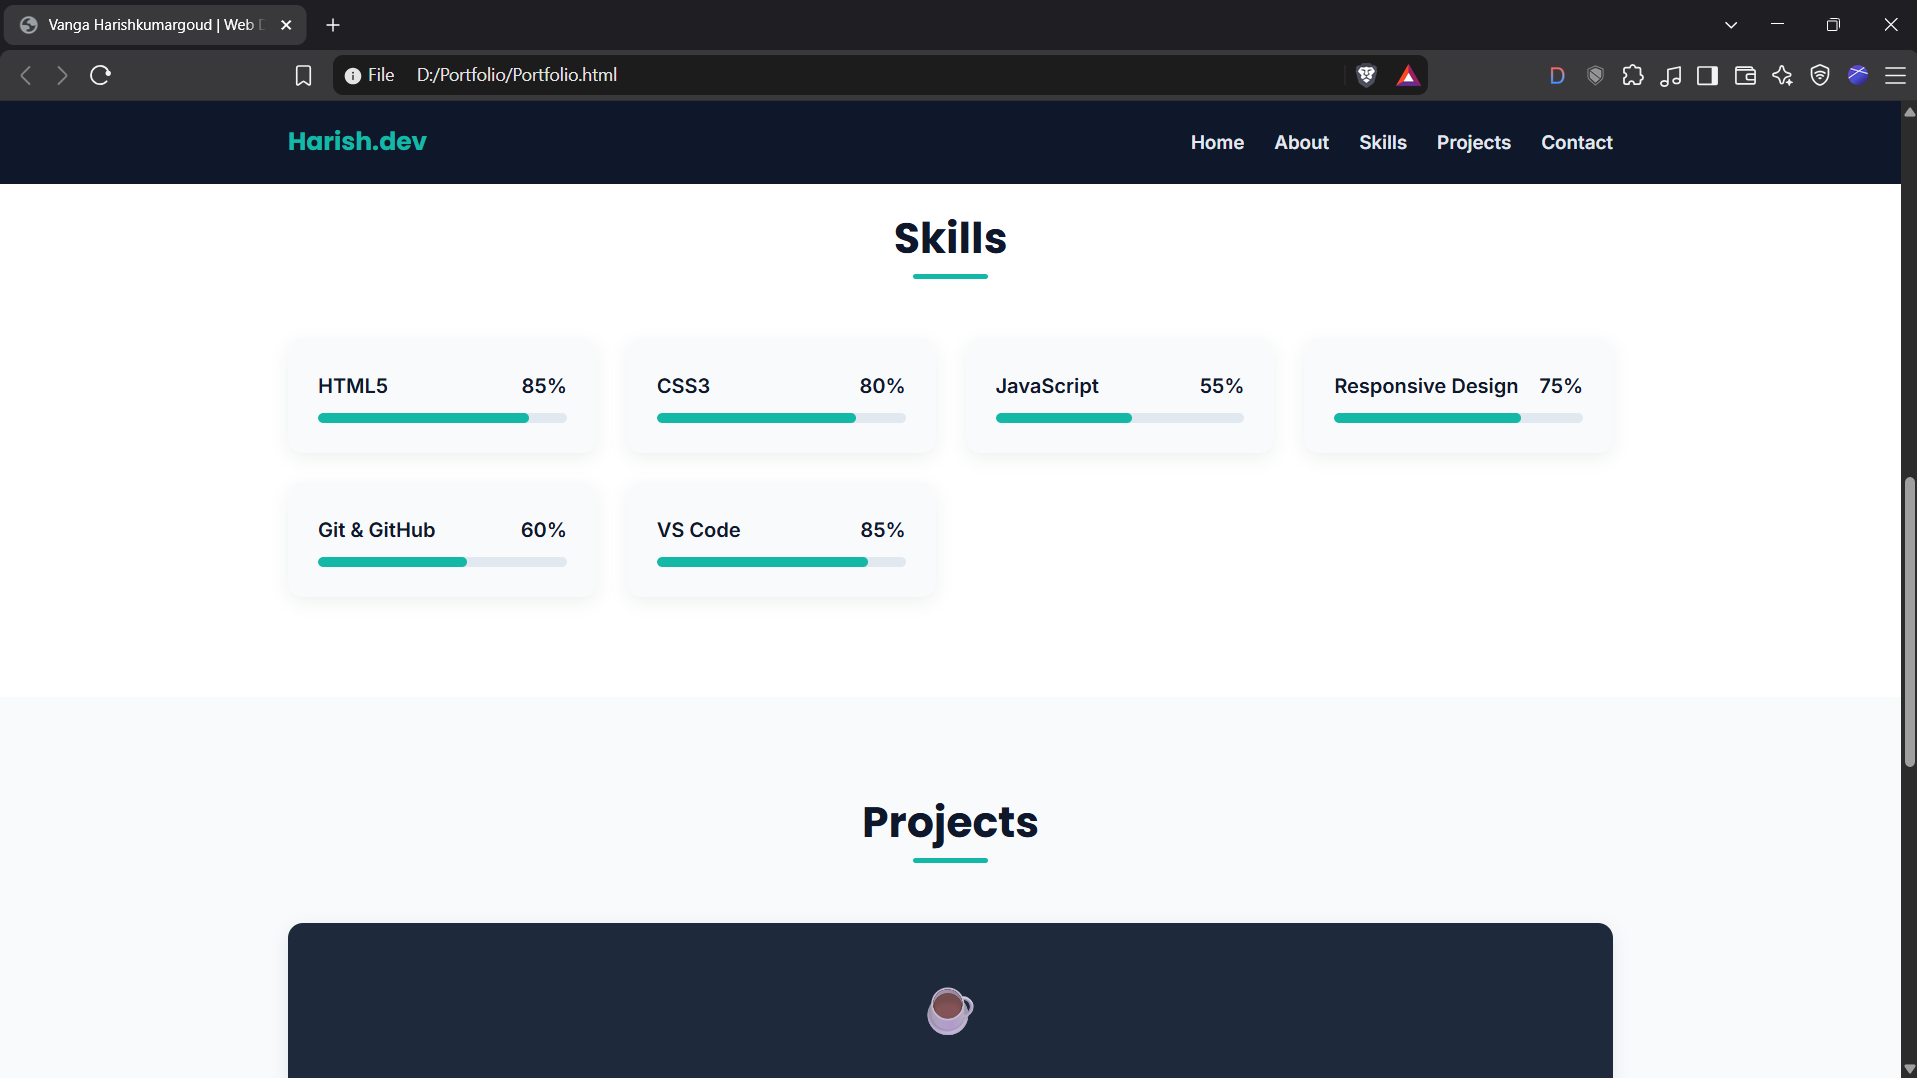 Vanga Harishkumargoud | Web
File D:/Portfolio/Portfolio.html
Harish.dev Home About Skills Projects Contact
Skills
HTML5 85% CSS3 80% JavaScript 55% Responsive Design 75%
Git & GitHub 60% VS Code 85%
Projects